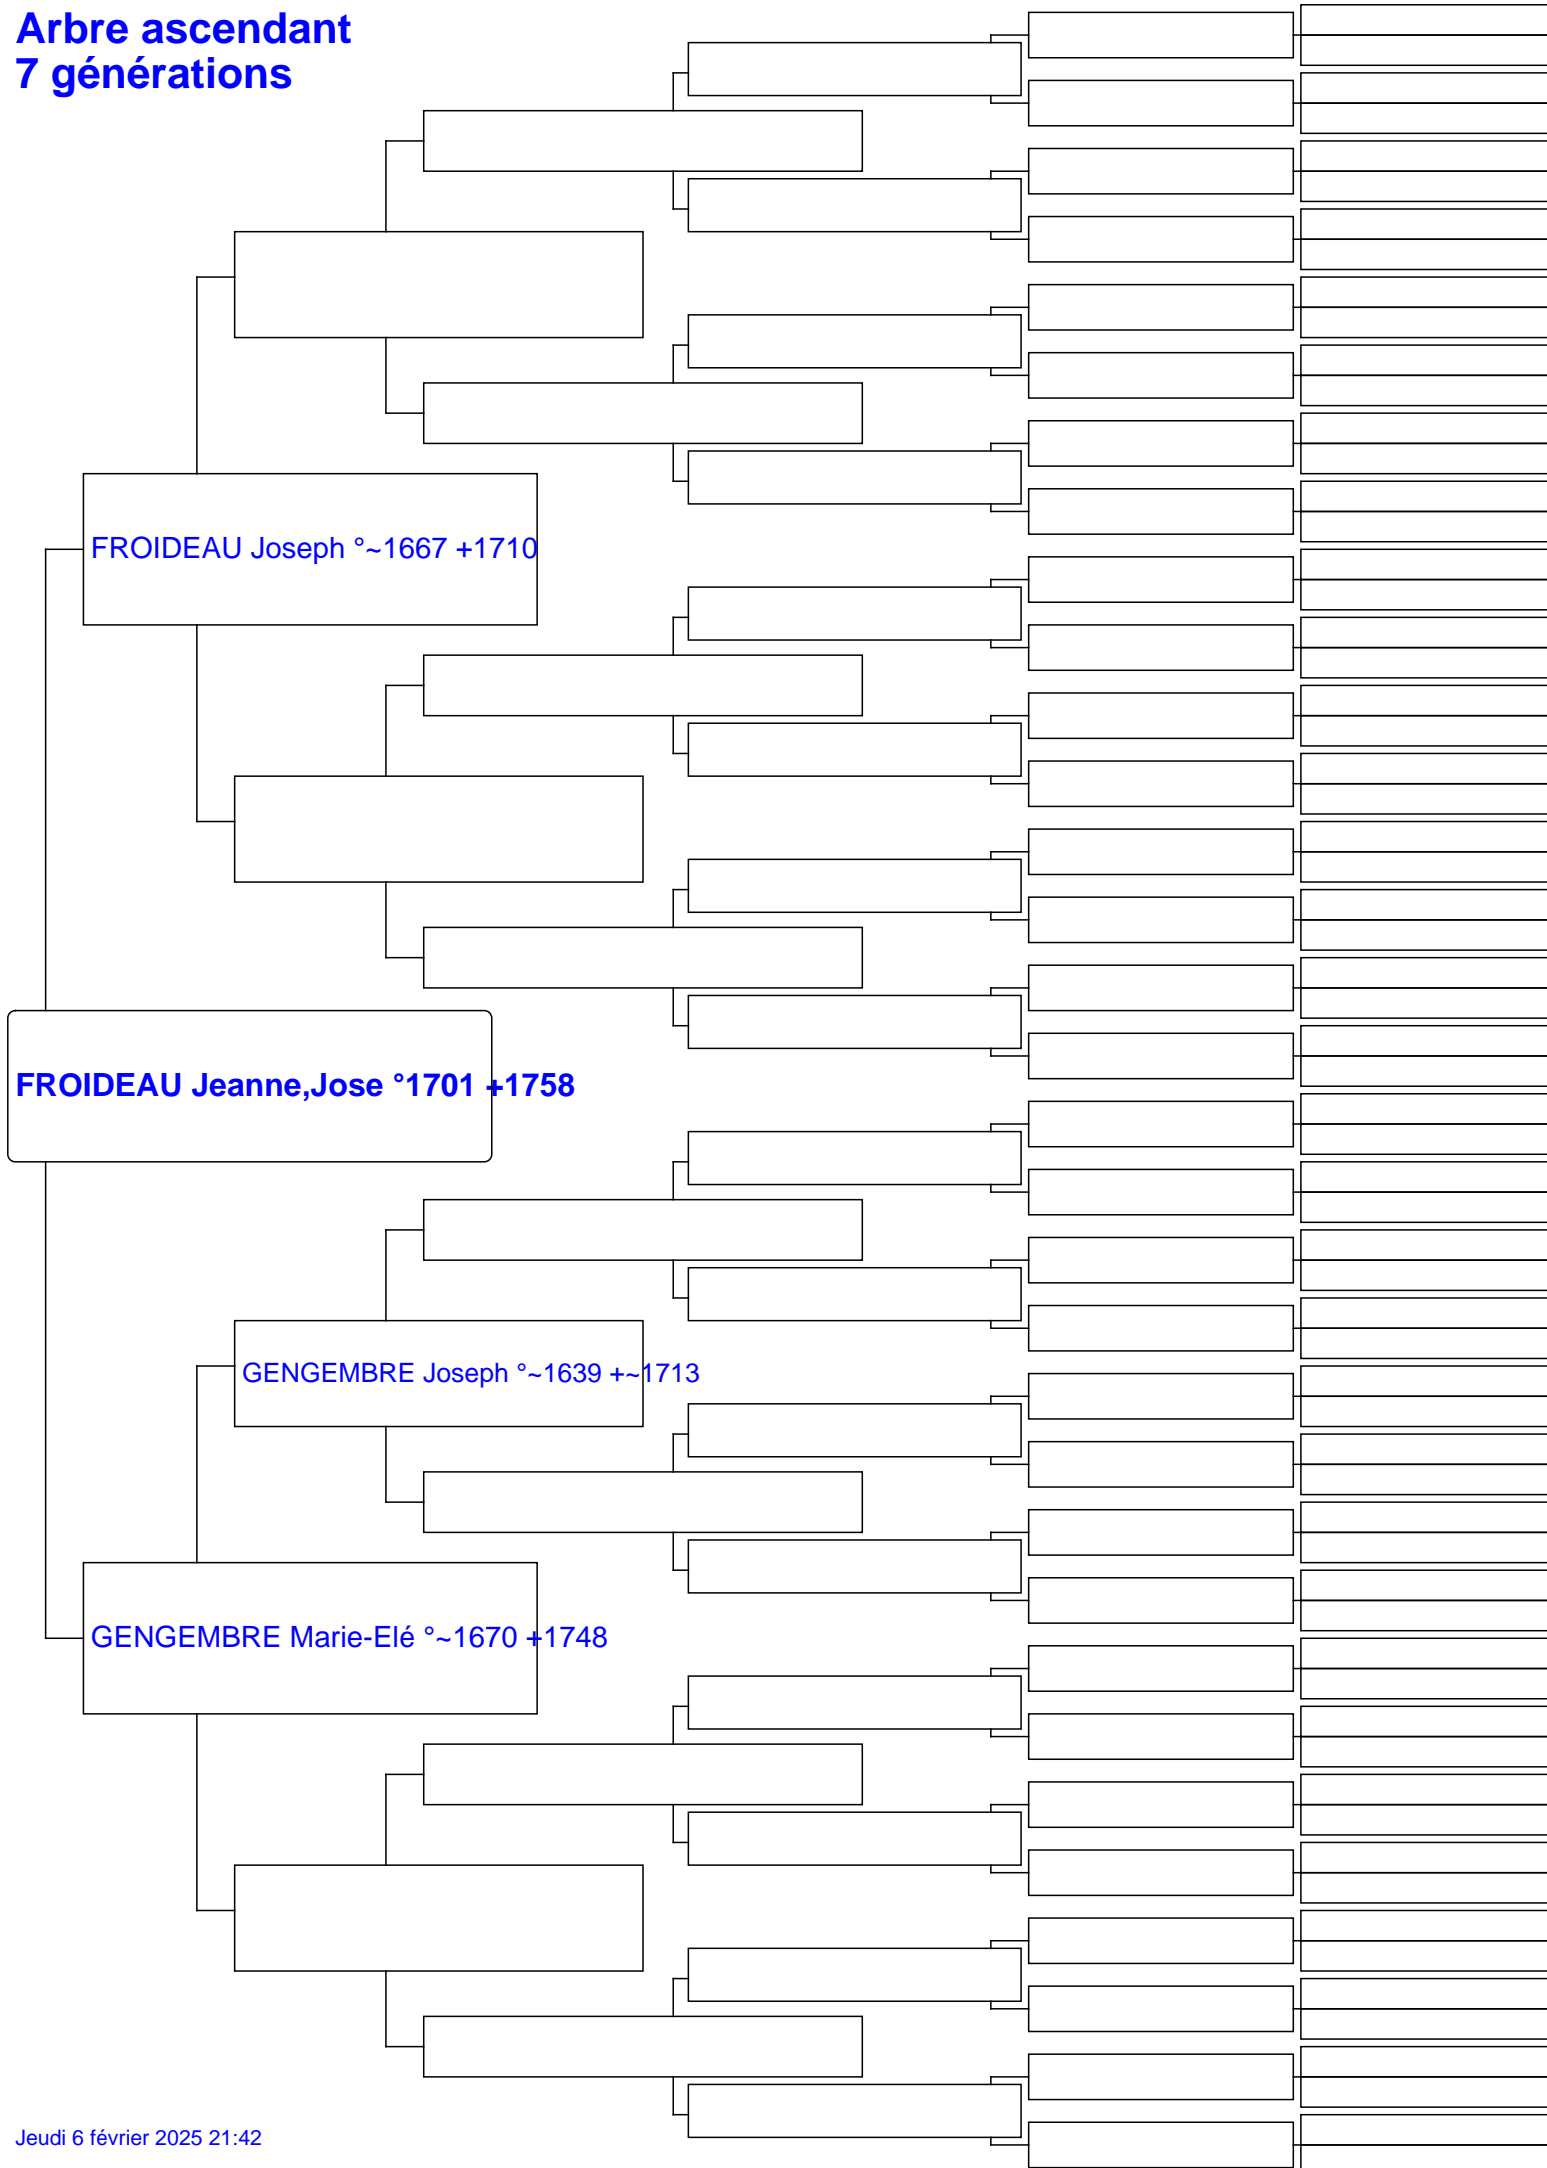 Arbre ascendant
7 générations
FROIDEAU Joseph °~1667 +1710
FROIDEAU Jeanne,Jose °1701 +1758
GENGEMBRE Joseph °~1639 +~1713
GENGEMBRE Marie-Elé °~1670 +1748
Jeudi 6 février 2025 21:42